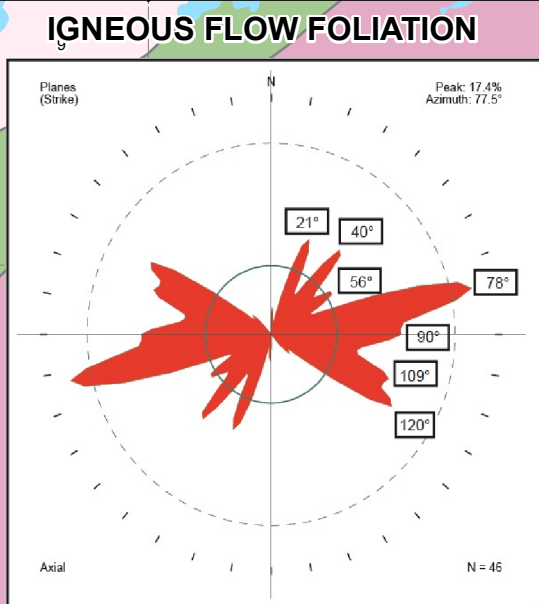 IGNEOUS FLOW FOLIATION
9
Planes
(Strike)
N
Peak: 17.4%
Azimuth: 77.5°
21°
40°
56°
78°
90°
109°
120°
Axial
N = 46